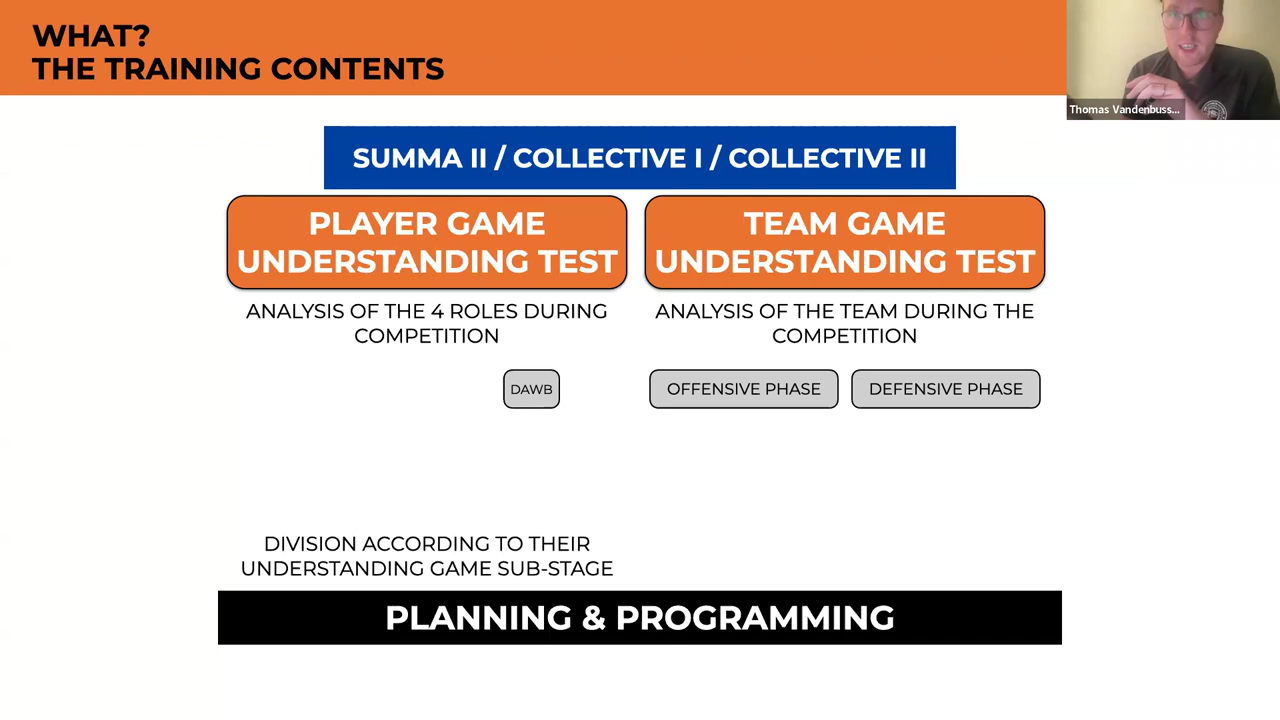 WHAT?
THE TRAINING CONTENTS
Thomas Vandenbuss...
SUMMA II / COLLECTIVE I / COLLECTIVE II
PLAYER GAME
UNDERSTANDING TEST
TEAM GAME
UNDERSTANDING TEST
ANALYSIS OF THE 4 ROLES DURING
COMPETITION
ANALYSIS OF THE TEAM DURING THE
COMPETITION
DAWB
OFFENSIVE PHASE
DEFENSIVE PHASE
DIVISION ACCORDING TO THEIR
UNDERSTANDING GAME SUB-STAGE
PLANNING & PROGRAMMING